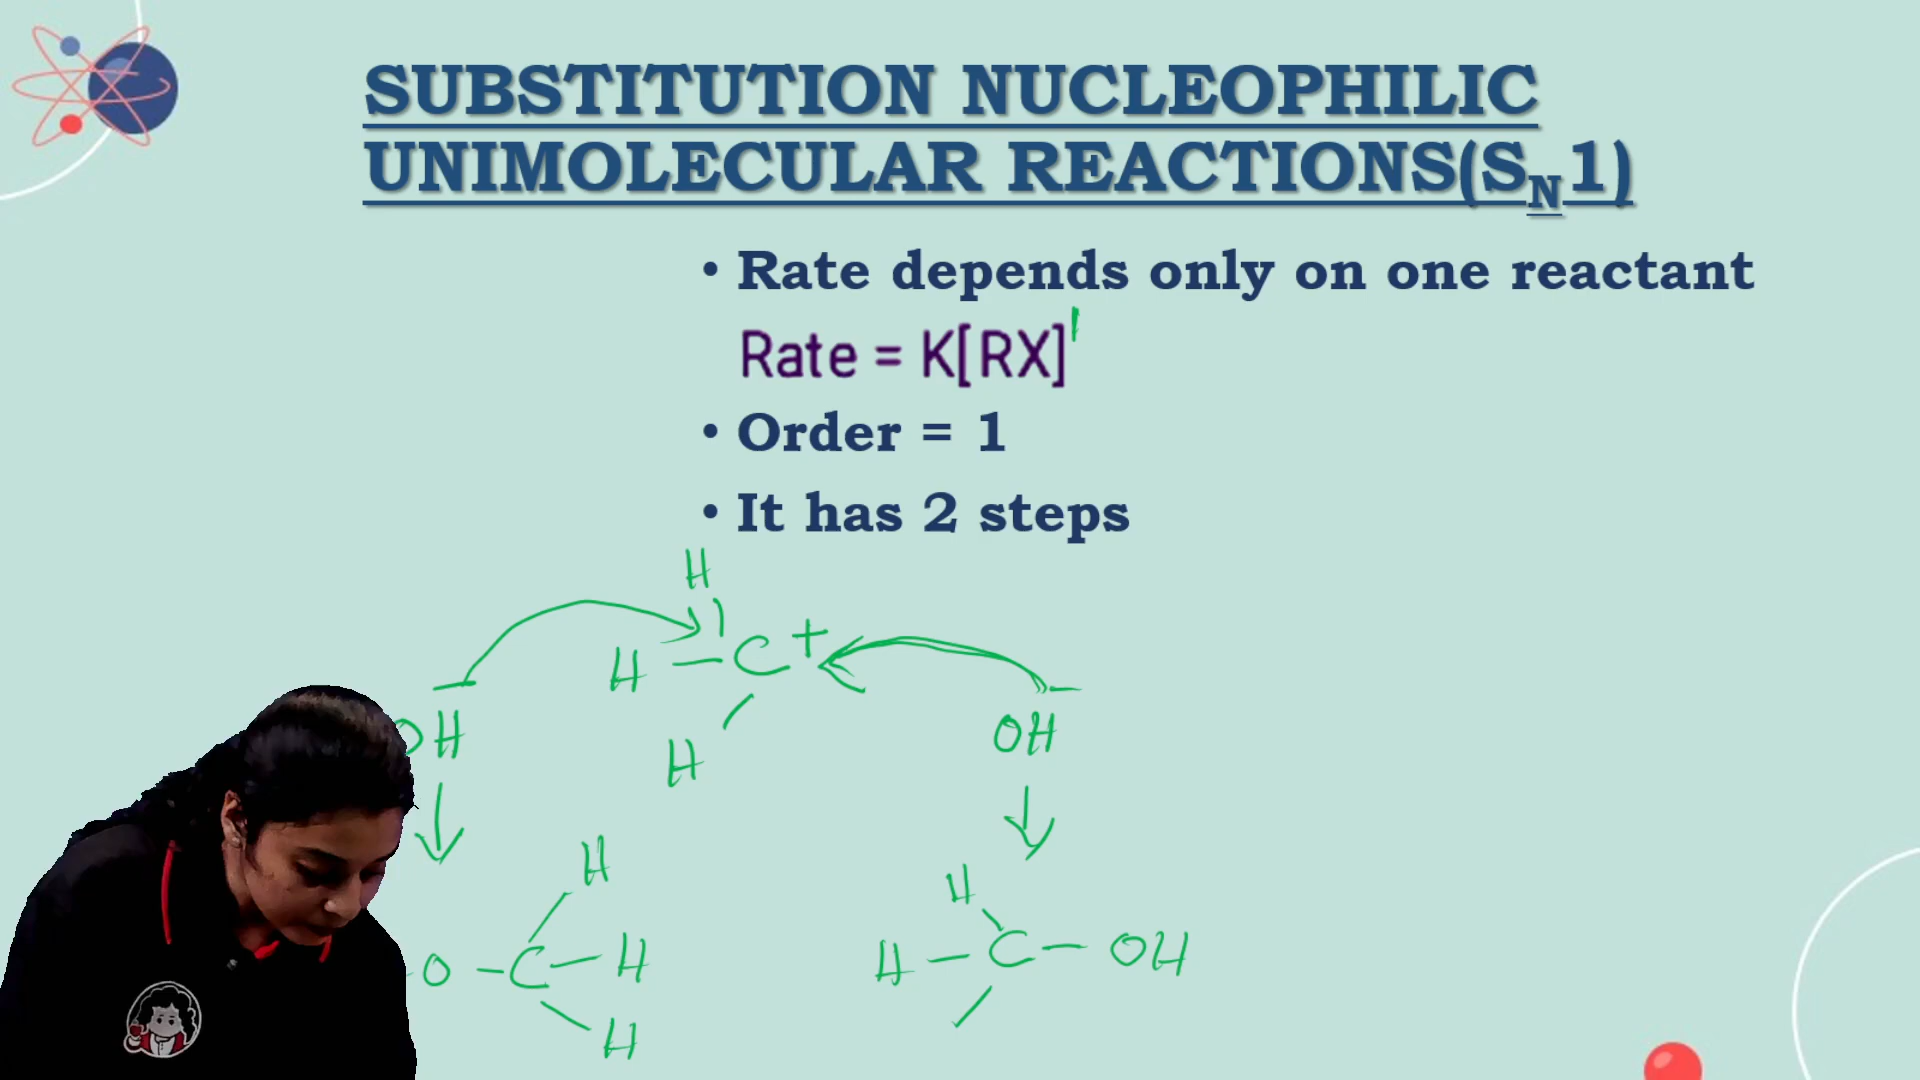 SUBSTITUTION NUCLEOPHILIC
UNIMOLECULAR REACTIONS(SN1)
• Rate depends only on one reactant
Rate = K[RX]1
• Order = 1
• It has 2 steps
H
H – C +
H
OH
OH
H
O – C – H
H
H
H – C – OH